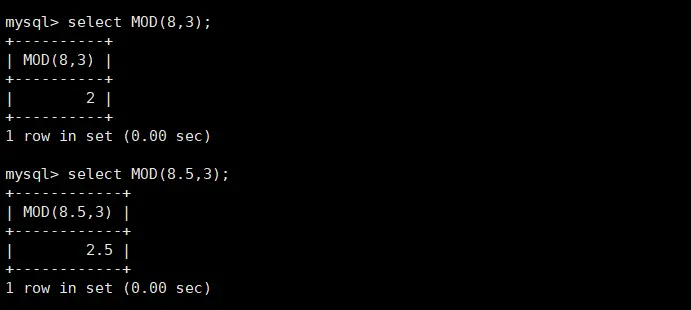 mysql> select MOD(8,3);
+----------+
| MOD(8,3) |
+----------+
|        2 |
+----------+
1 row in set (0.00 sec)
mysql> select MOD(8.5,3);
+------------+
| MOD(8.5,3) |
+------------+
|        2.5 |
+------------+
1 row in set (0.00 sec)